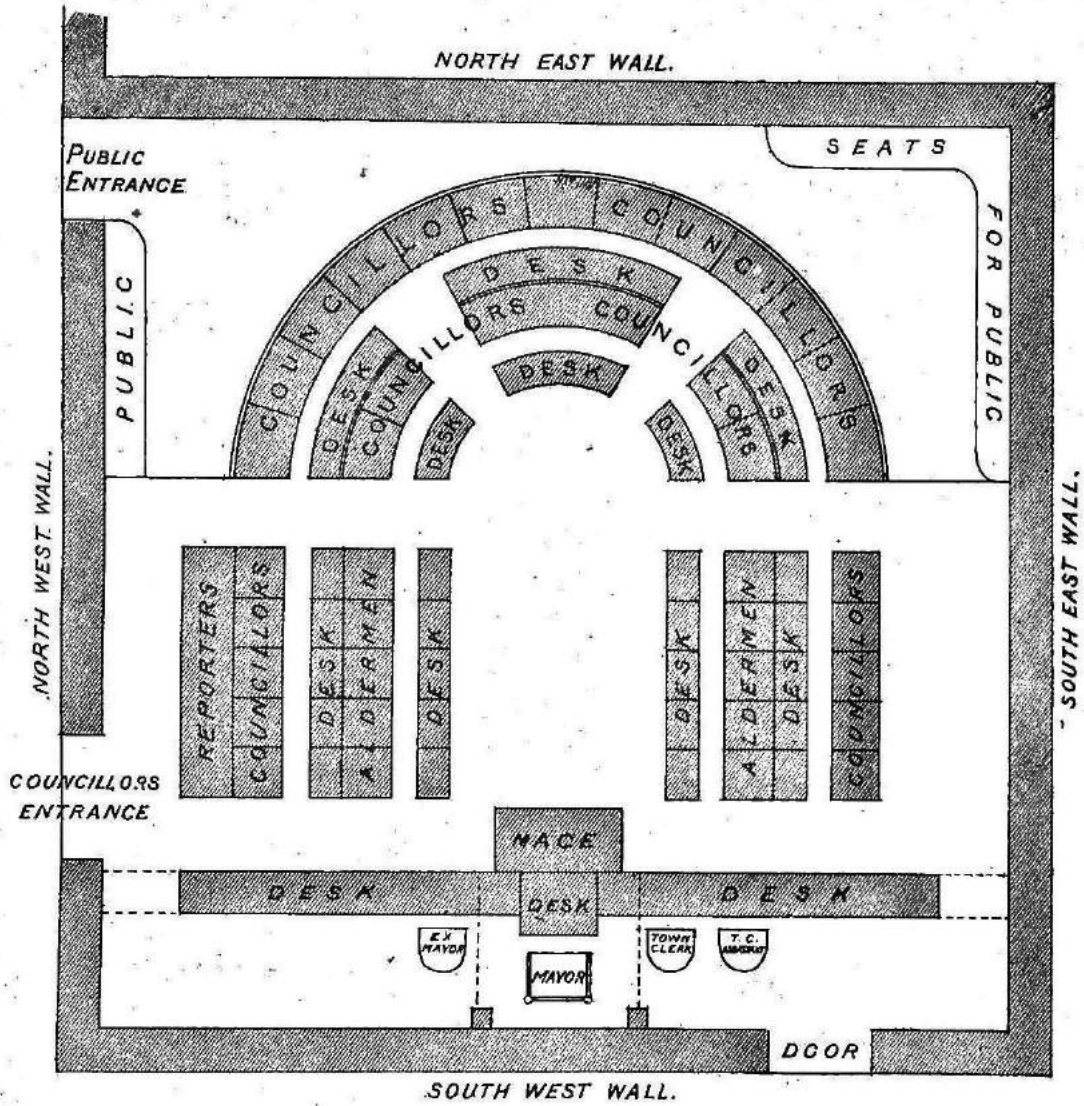 NORTH EAST WALL.
PUBLIC
ENTRANCE
SEATS
FOR PUBLIC
PUBLIC
COUNCILLORS
COUNCILLORS
DESK
COUNCILLORS
COUNCILLORS
DESK
DESK
DESK
DESK
DESK
NORTH WEST WALL.
SOUTH EAST WALL.
REPORTERS
COUNCILLORS
DESK
ALDERMEN
DESK
DESK
ALDERMEN
DESK
COUNCILLORS
COUNCILLORS
ENTRANCE
MACE
DESK
DESK
DESK
EX
MAYOR
MAYOR
TOWN
CLERK
T. C.
DOOR
SOUTH WEST WALL.